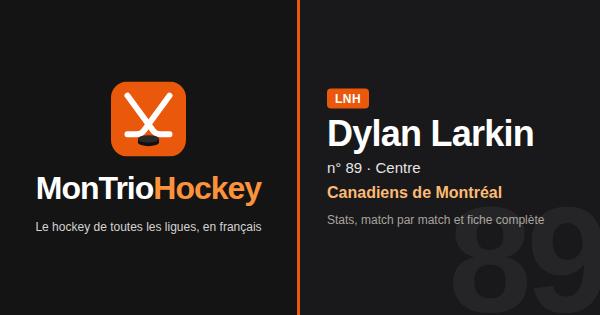 MonTrioHockey
Le hockey de toutes les ligues, en français
LNH
Dylan Larkin
n° 89 · Centre
Canadiens de Montréal
Stats, match par match et fiche complète
89